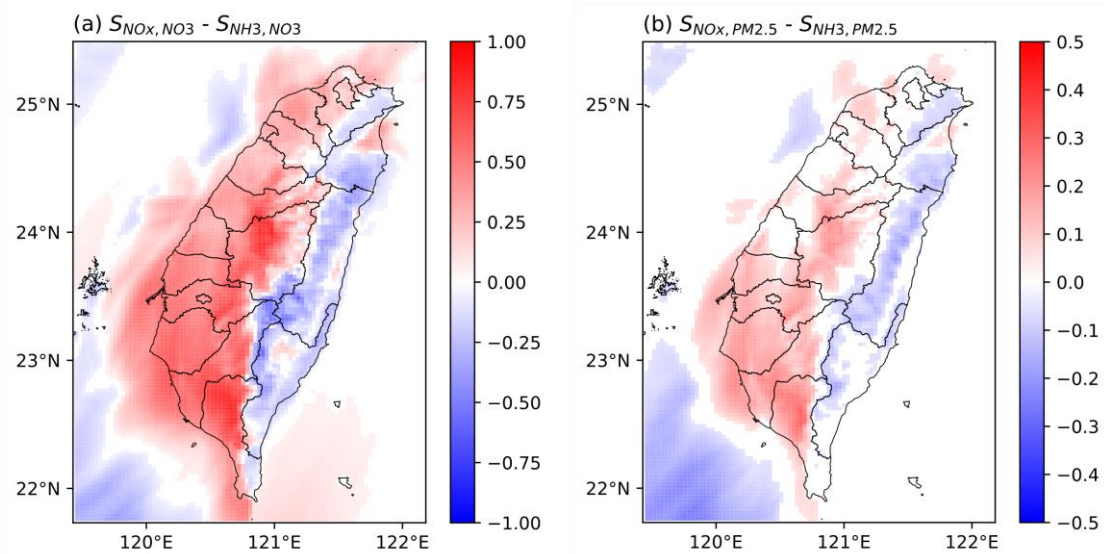 (a) S_NOx, NO3 - S_NH3, NO3
25°N
24°N
23°N
22°N
120°E 121°E 122°E
1.00
0.75
0.50
0.25
0.00
−0.25
−0.50
−0.75
−1.00
(b) S_NOx, PM2.5 - S_NH3, PM2.5
25°N
24°N
23°N
22°N
120°E 121°E 122°E
0.5
0.4
0.3
0.2
0.1
0.0
−0.1
−0.2
−0.3
−0.4
−0.5